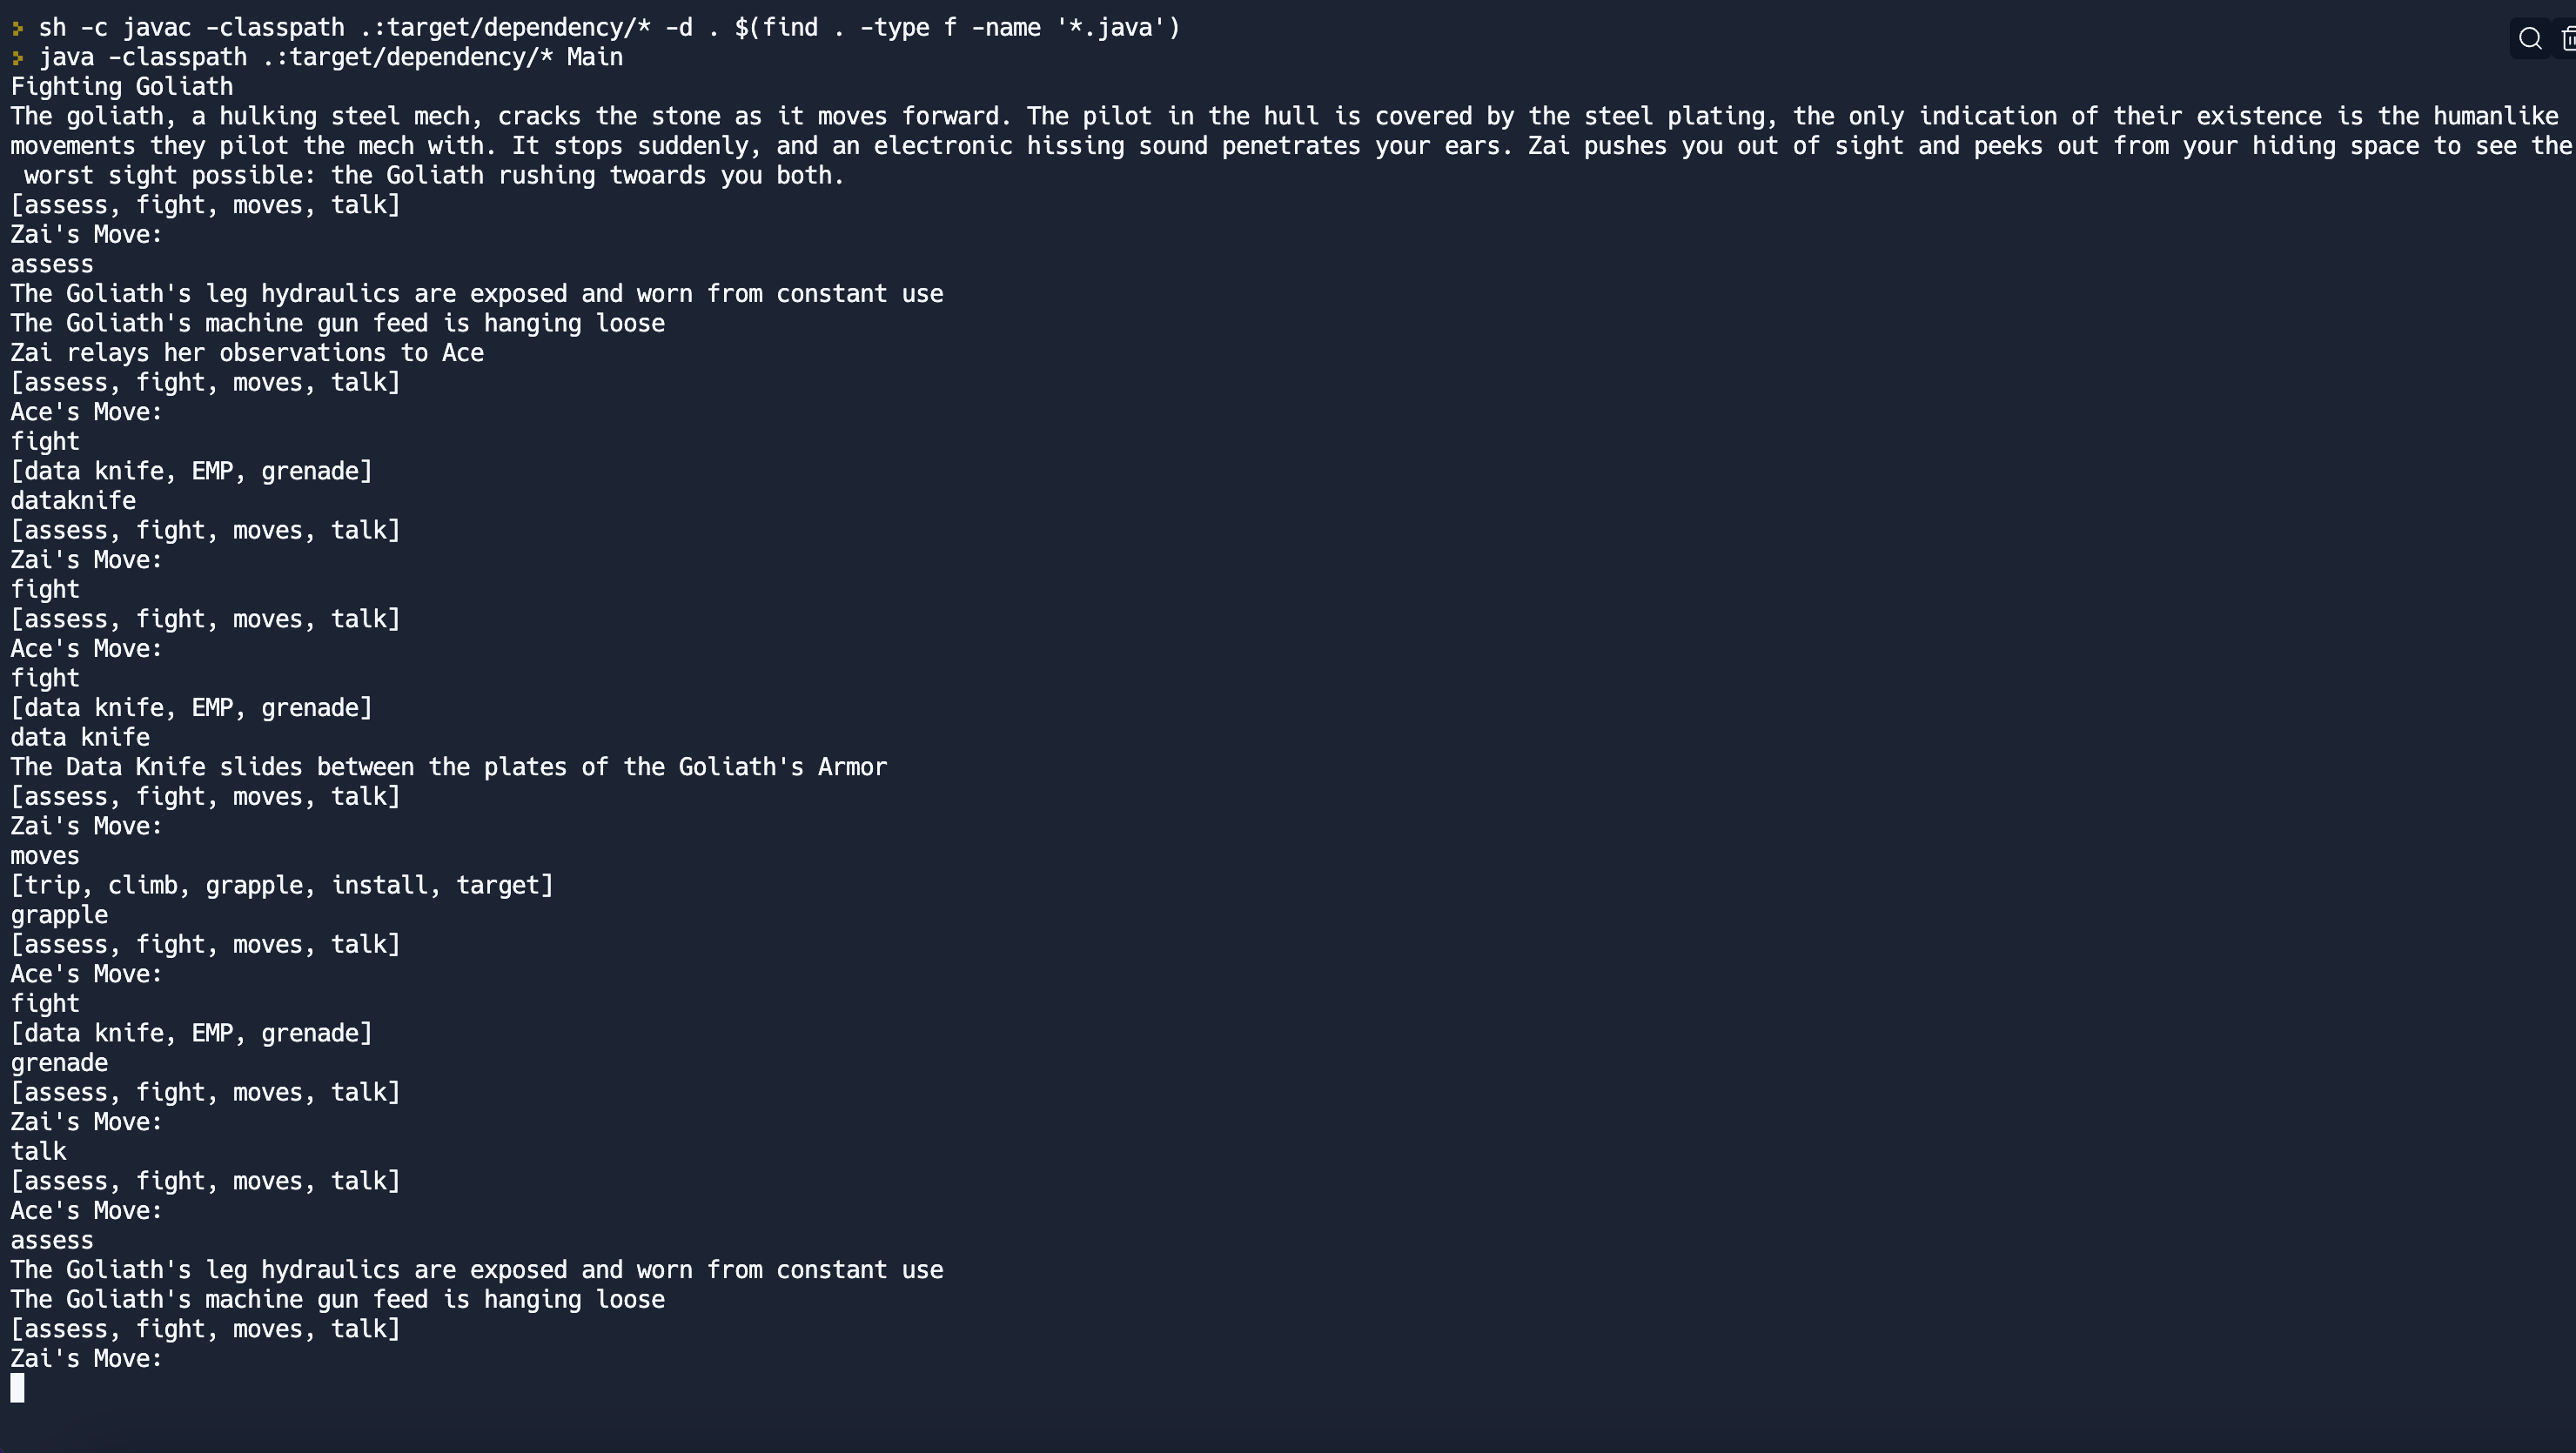 sh -c javac -classpath .:target/dependency/* -d . $(find . -type f -name '*.java')
java -classpath .:target/dependency/* Main
Fighting Goliath
The goliath, a hulking steel mech, cracks the stone as it moves forward. The pilot in the hull is covered by the steel plating, the only indication of their existence is the humanlike
movements they pilot the mech with. It stops suddenly, and an electronic hissing sound penetrates your ears. Zai pushes you out of sight and peeks out from your hiding space to see the
worst sight possible: the Goliath rushing twoards you both.
[assess, fight, moves, talk]
Zai's Move:
assess
The Goliath's leg hydraulics are exposed and worn from constant use
The Goliath's machine gun feed is hanging loose
Zai relays her observations to Ace
[assess, fight, moves, talk]
Ace's Move:
fight
[data knife, EMP, grenade]
dataknife
[assess, fight, moves, talk]
Zai's Move:
fight
[assess, fight, moves, talk]
Ace's Move:
fight
[data knife, EMP, grenade]
data knife
The Data Knife slides between the plates of the Goliath's Armor
[assess, fight, moves, talk]
Zai's Move:
moves
[trip, climb, grapple, install, target]
grapple
[assess, fight, moves, talk]
Ace's Move:
fight
[data knife, EMP, grenade]
grenade
[assess, fight, moves, talk]
Zai's Move:
talk
[assess, fight, moves, talk]
Ace's Move:
assess
The Goliath's leg hydraulics are exposed and worn from constant use
The Goliath's machine gun feed is hanging loose
[assess, fight, moves, talk]
Zai's Move: